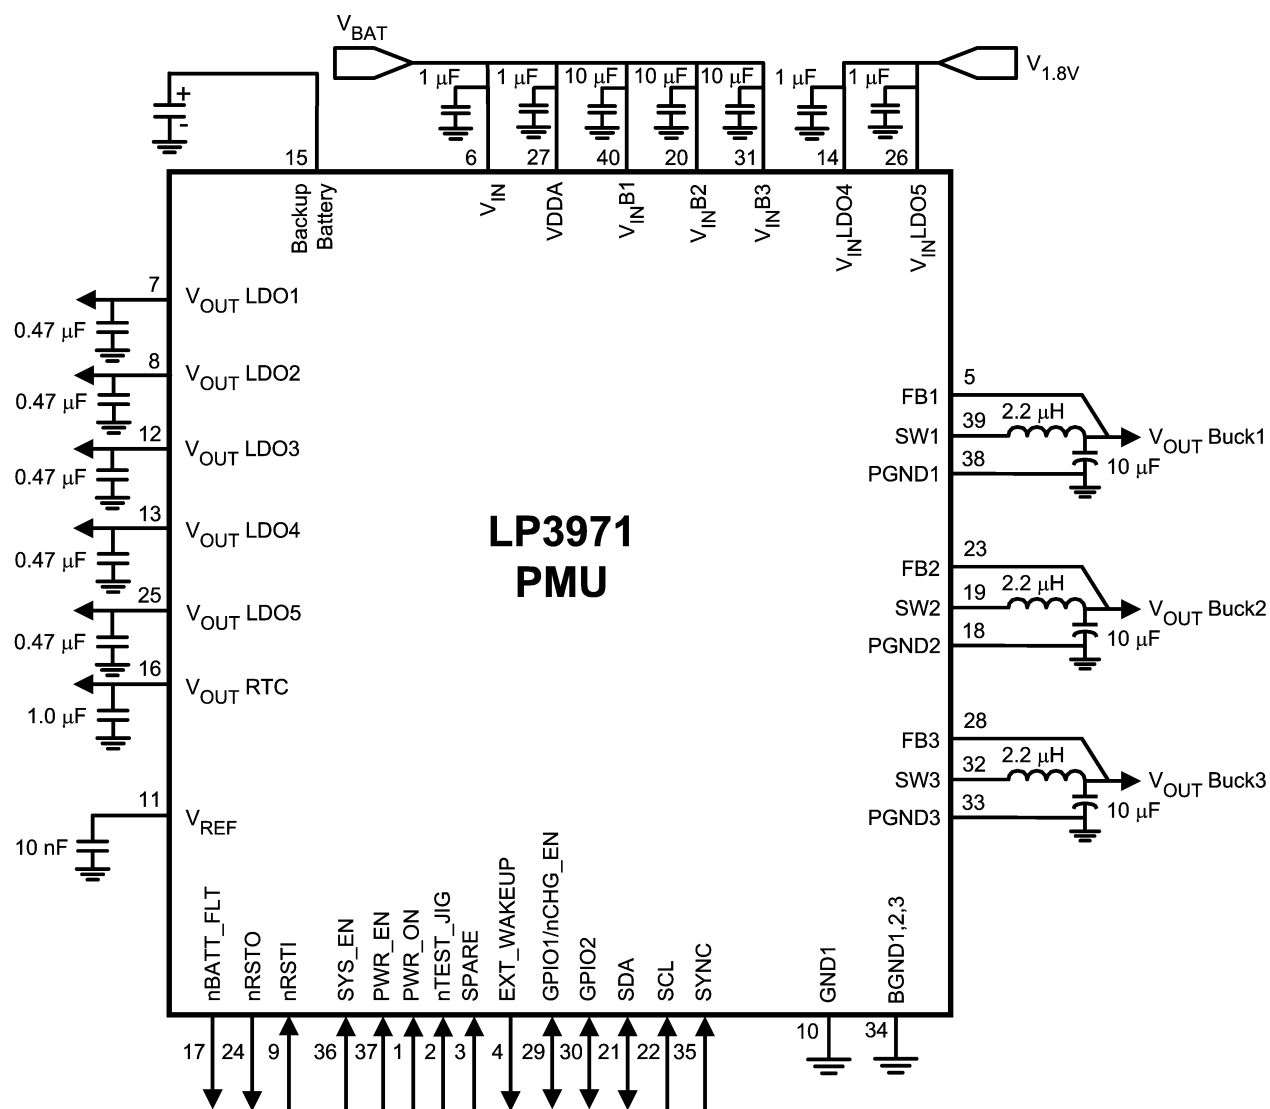 VBAT
V1.8V
1 μF
1 μF
10 μF
10 μF
10 μF
1 μF
1 μF
+
-
15
6
27
40
20
31
14
26
Backup
Battery
VIN
VDDA
VINB1
VINB2
VINB3
VINLDO4
VINLDO5
7
VOUT LDO1
0.47 μF
8
VOUT LDO2
0.47 μF
12
VOUT LDO3
0.47 μF
13
VOUT LDO4
0.47 μF
25
VOUT LDO5
0.47 μF
16
VOUT RTC
1.0 μF
11
VREF
10 nF
LP3971
PMU
5
FB1
2.2 μH
39
SW1
VOUT Buck1
38
PGND1
10 μF
23
FB2
2.2 μH
19
SW2
VOUT Buck2
18
PGND2
10 μF
28
FB3
2.2 μH
32
SW3
VOUT Buck3
33
PGND3
10 μF
nBATT_FLT
nRSTO
nRSTI
SYS_EN
PWR_EN
PWR_ON
nTEST_JIG
SPARE
EXT_WAKEUP
GPIO1/nCHG_EN
GPIO2
SDA
SCL
SYNC
GND1
BGND1,2,3
17
24
9
36
37
1
2
3
4
29
30
21
22
35
10
34